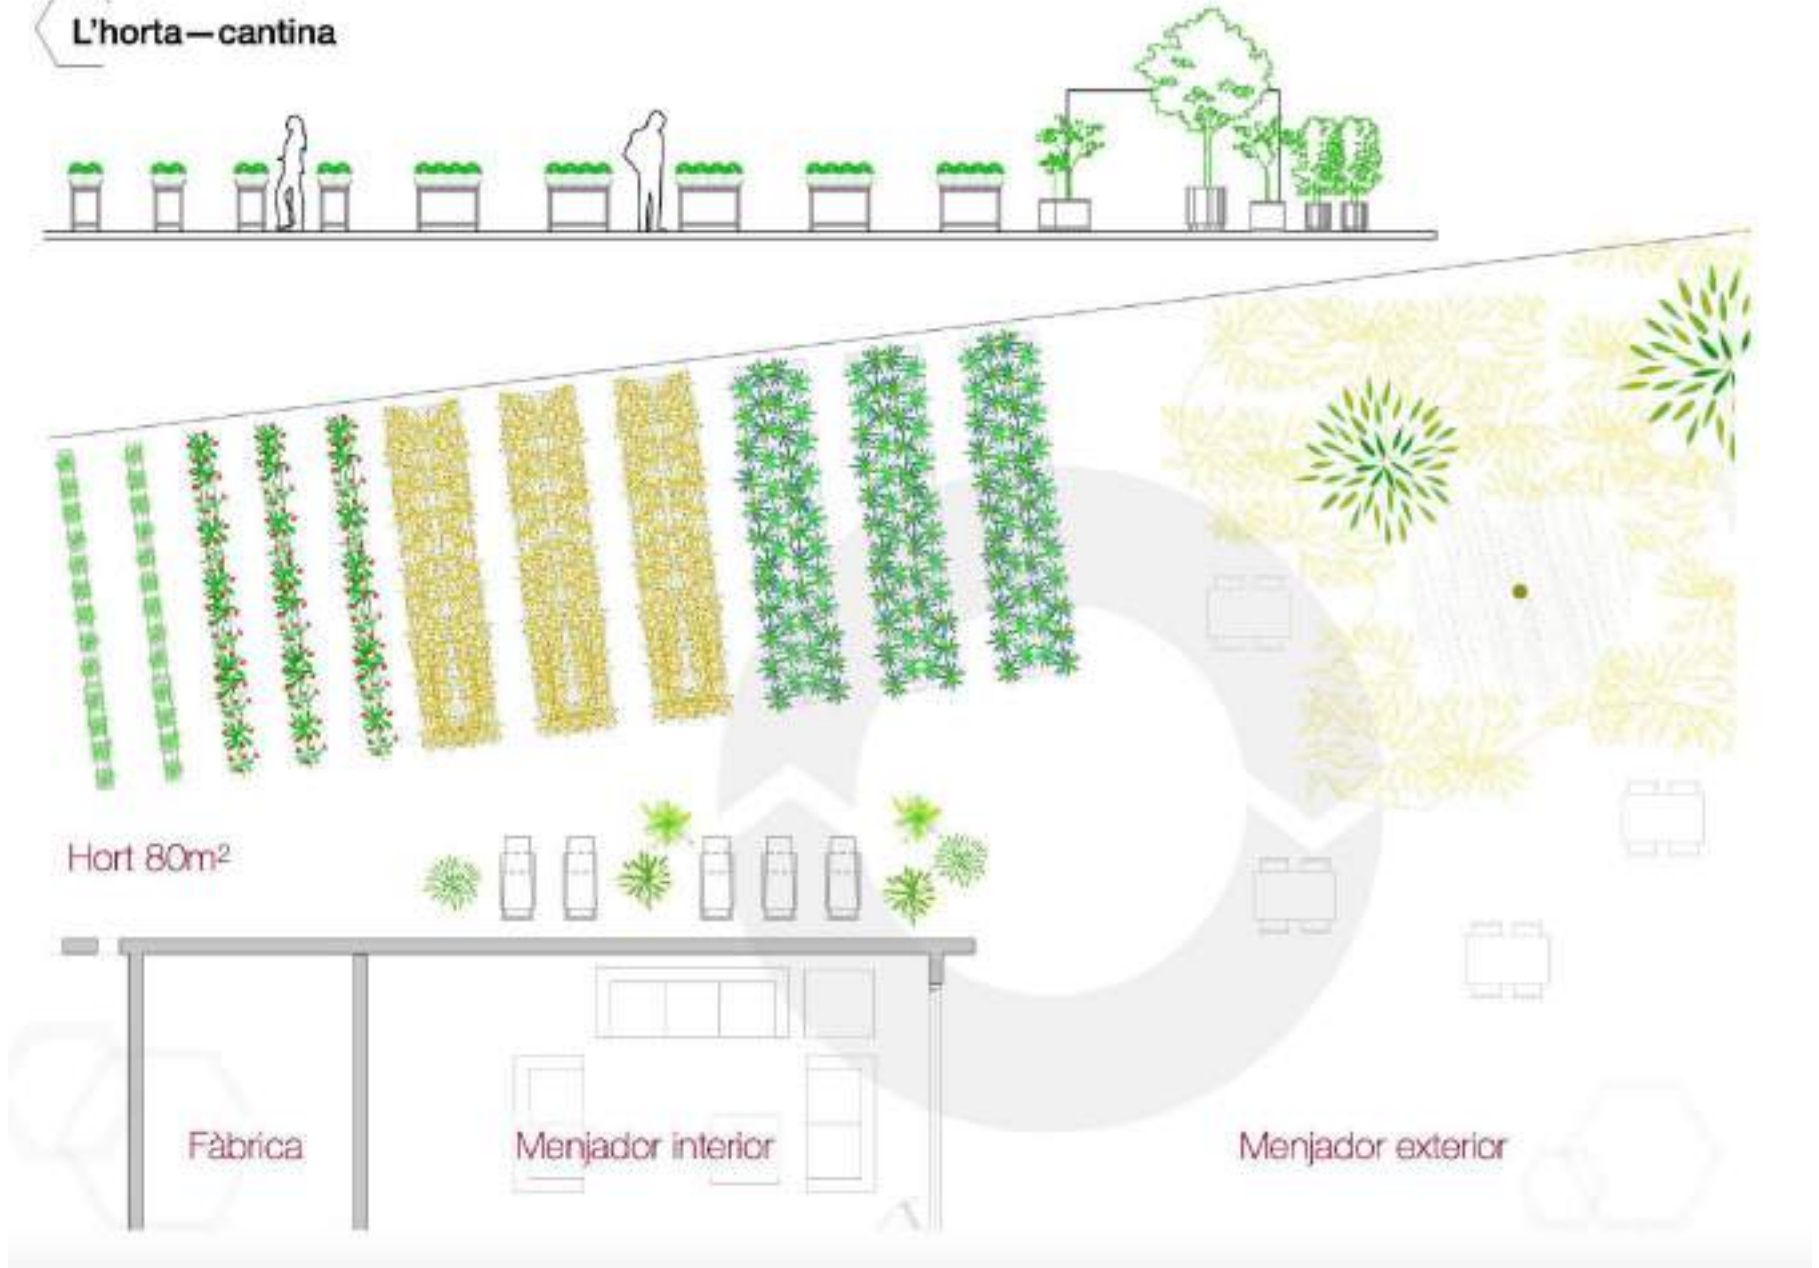 L'horta—cantina
Hort 80m²
Fàbrica
Menjador interior
Menjador exterior